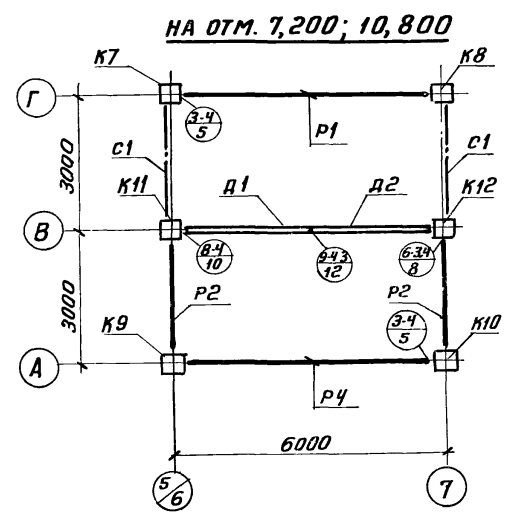 НА ОТМ. 7,200; 10,800
К7
К8
Г
3-4
5
Р1
3000
С1
С1
К11
Д1
Д2
К12
В
8-4
10
9-4.3
12
6-3.4
8
3000
Р2
Р2
К9
3-4
5
К10
А
Р4
6000
5
6
7